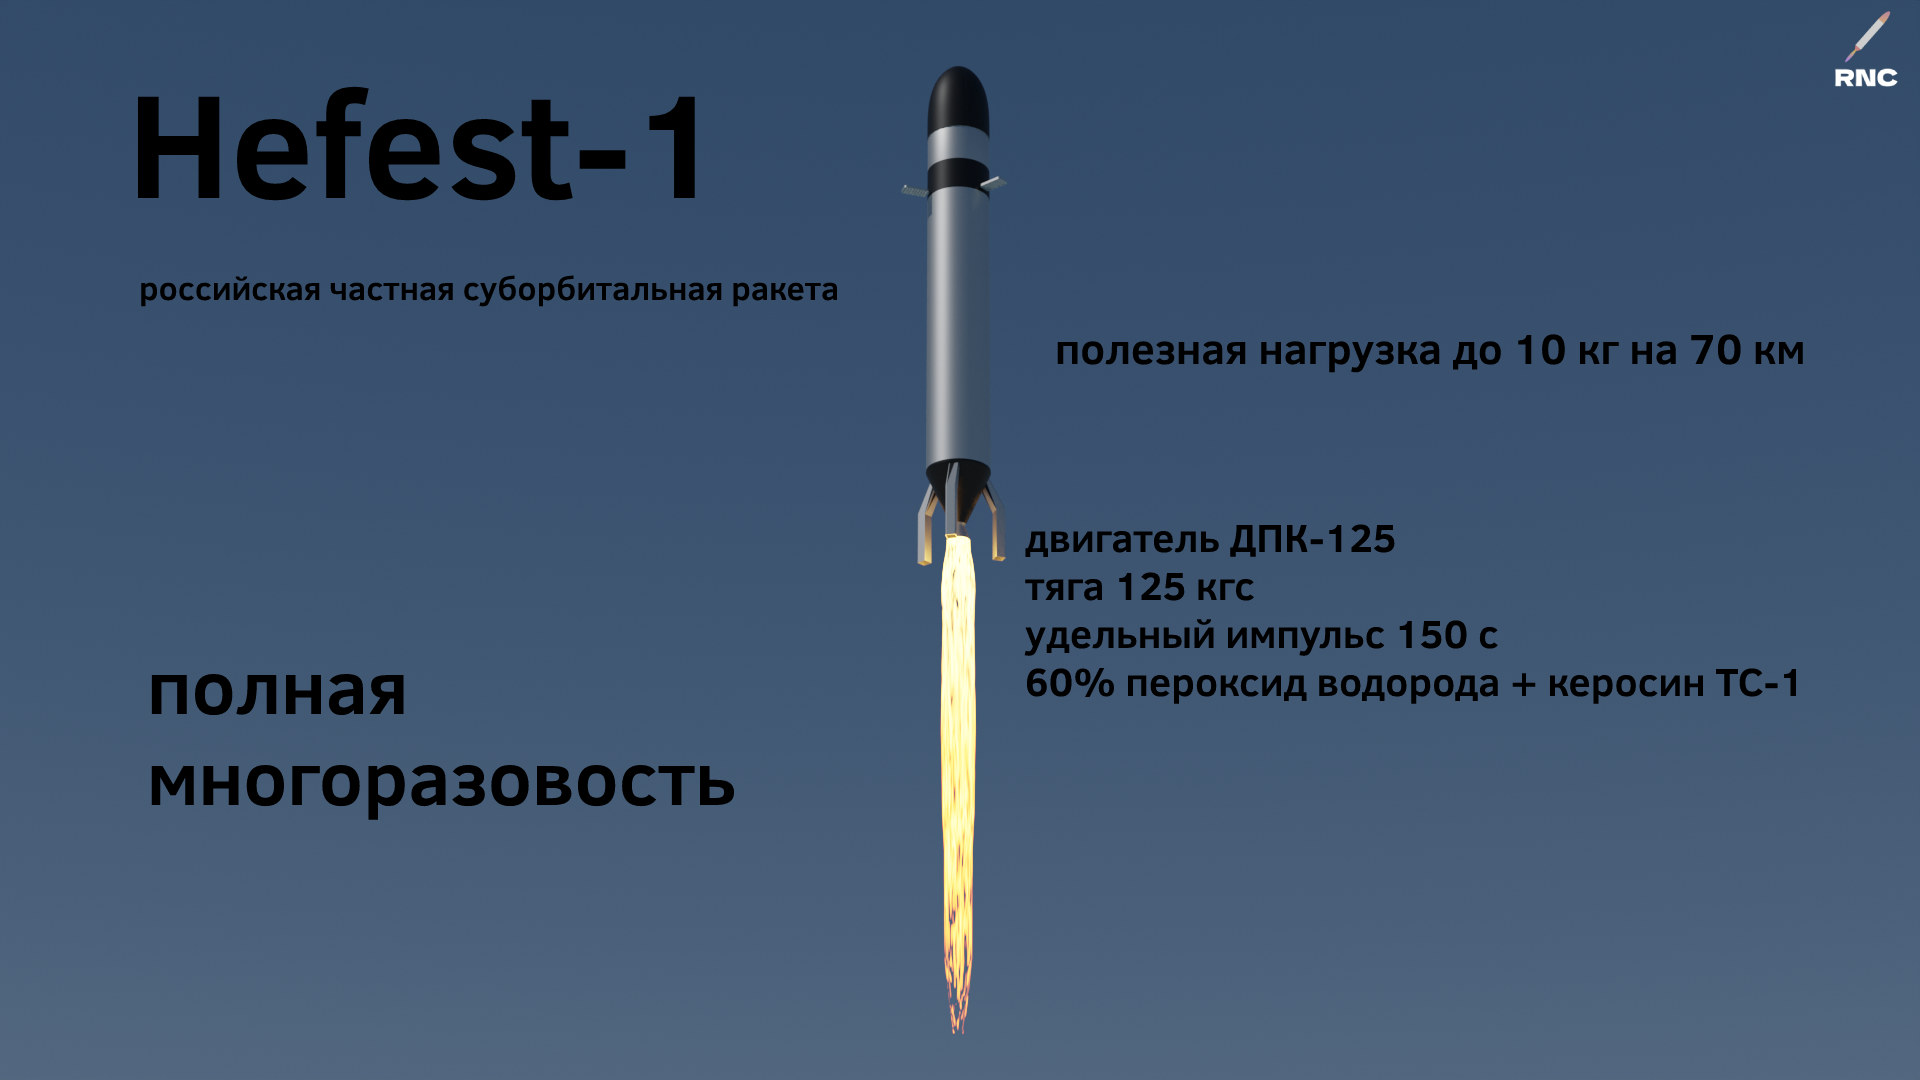 Hefest-1
RNC
российская частная суборбитальная ракета
полезная нагрузка до 10 кг на 70 км
двигатель ДПК-125
тяга 125 кгс
удельный импульс 150 с
60% пероксид водорода + керосин ТС-1
полная
многоразовость